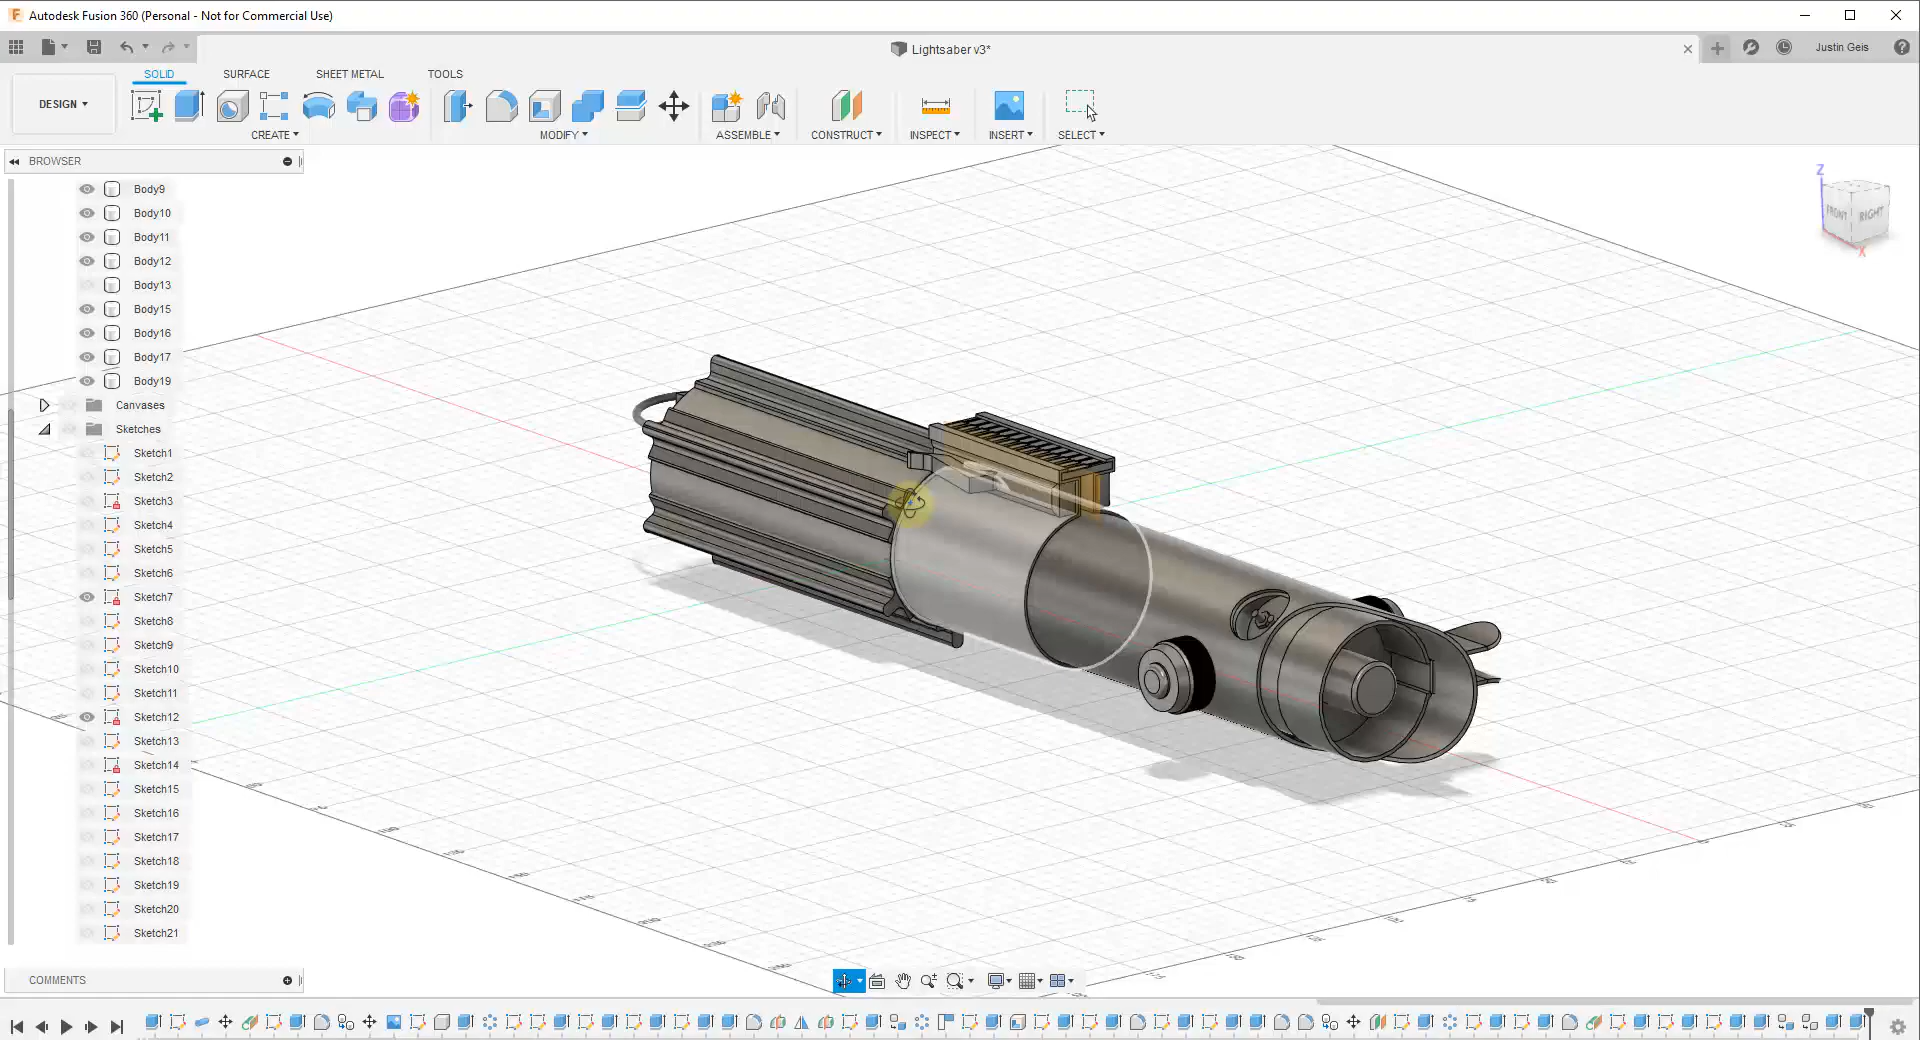 Autodesk Fusion 360 (Personal - Not for Commercial Use)
Lightsaber v3*
Justin Geis
SOLID SURFACE SHEET METAL TOOLS
DESIGN
CREATE MODIFY ASSEMBLE CONSTRUCT INSPECT INSERT SELECT
BROWSER
Z
FRONT RIGHT
X
Body9
Body10
Body11
Body12
Body13
Body15
Body16
Body17
Body19
Canvases
Sketches
Sketch1
Sketch2
Sketch3
Sketch4
Sketch5
Sketch6
Sketch7
Sketch8
Sketch9
Sketch10
Sketch11
Sketch12
Sketch13
Sketch14
Sketch15
Sketch16
Sketch17
Sketch18
Sketch19
Sketch20
Sketch21
COMMENTS